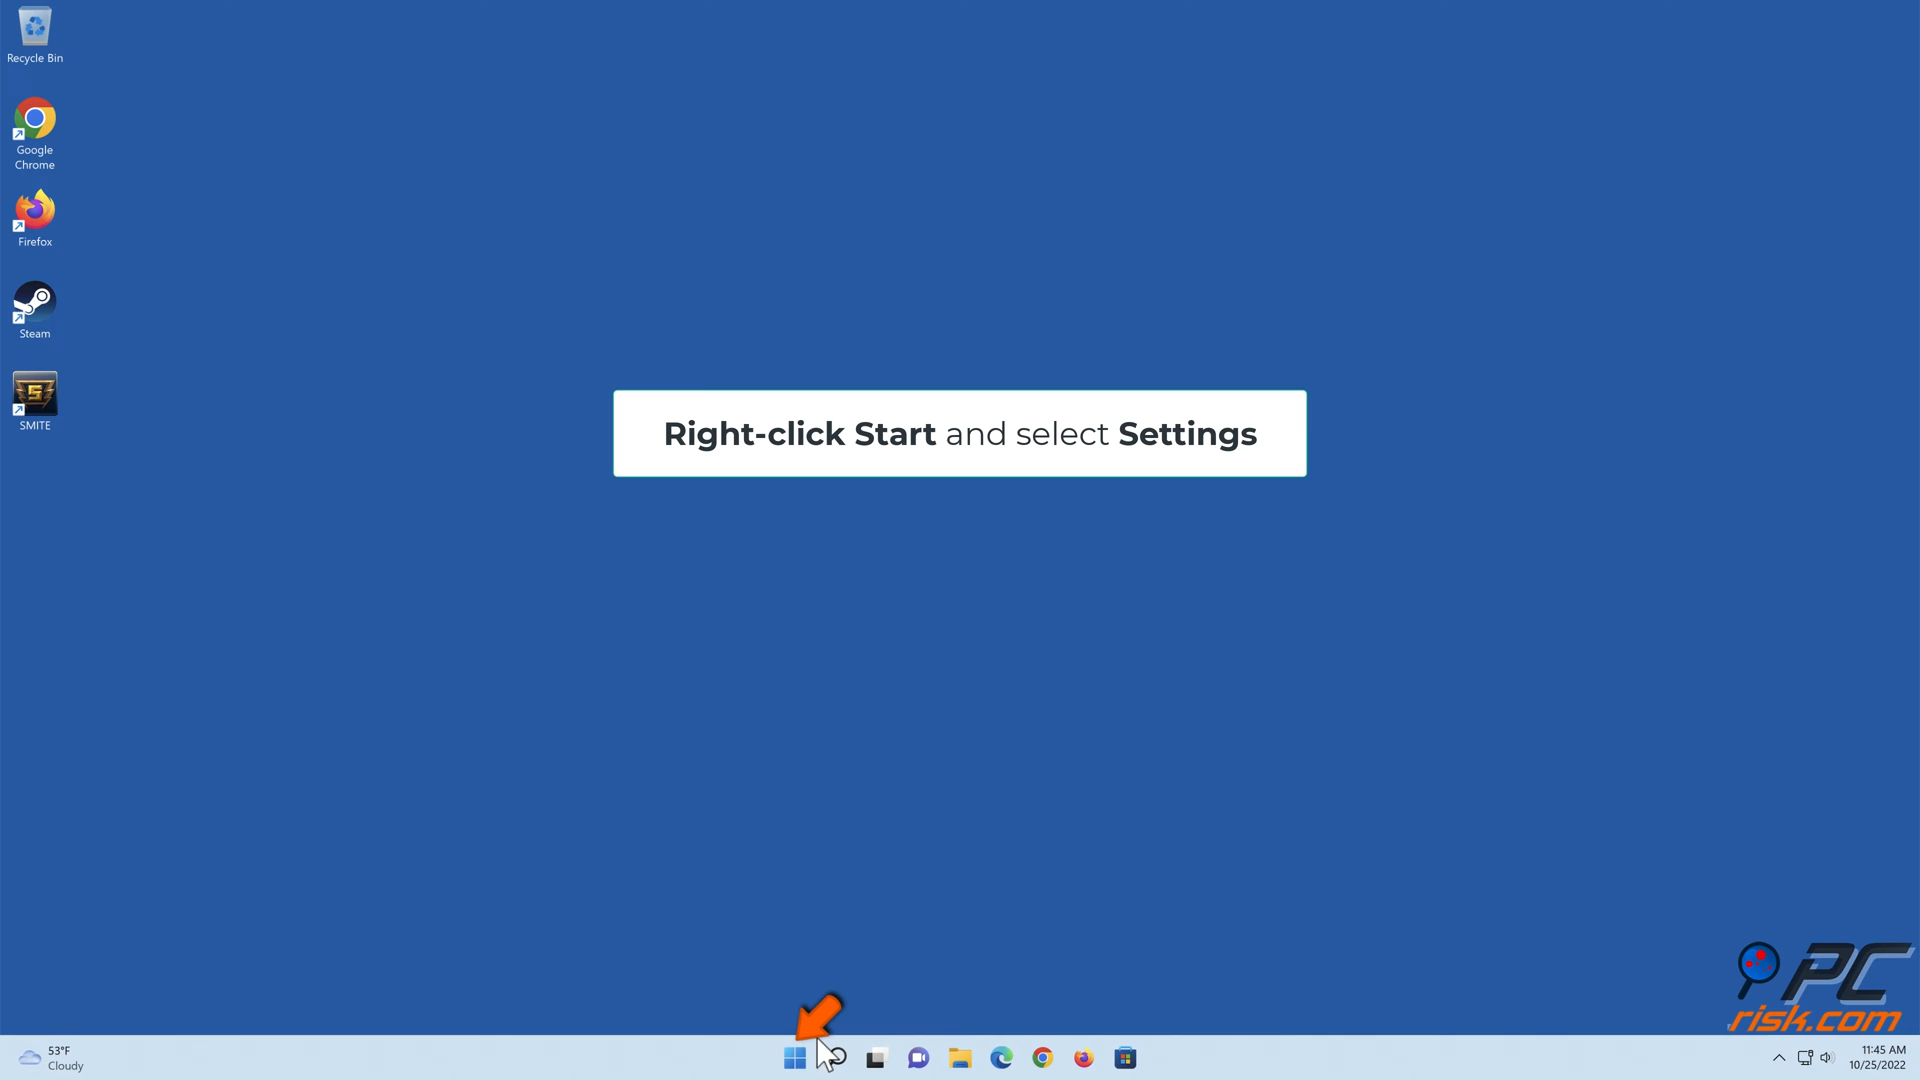 Recycle Bin
Google
Chrome
Firefox
Steam
SMITE
Right-click Start and select Settings
PC
risk.com
53°F
Cloudy
11:45 AM
10/25/2022